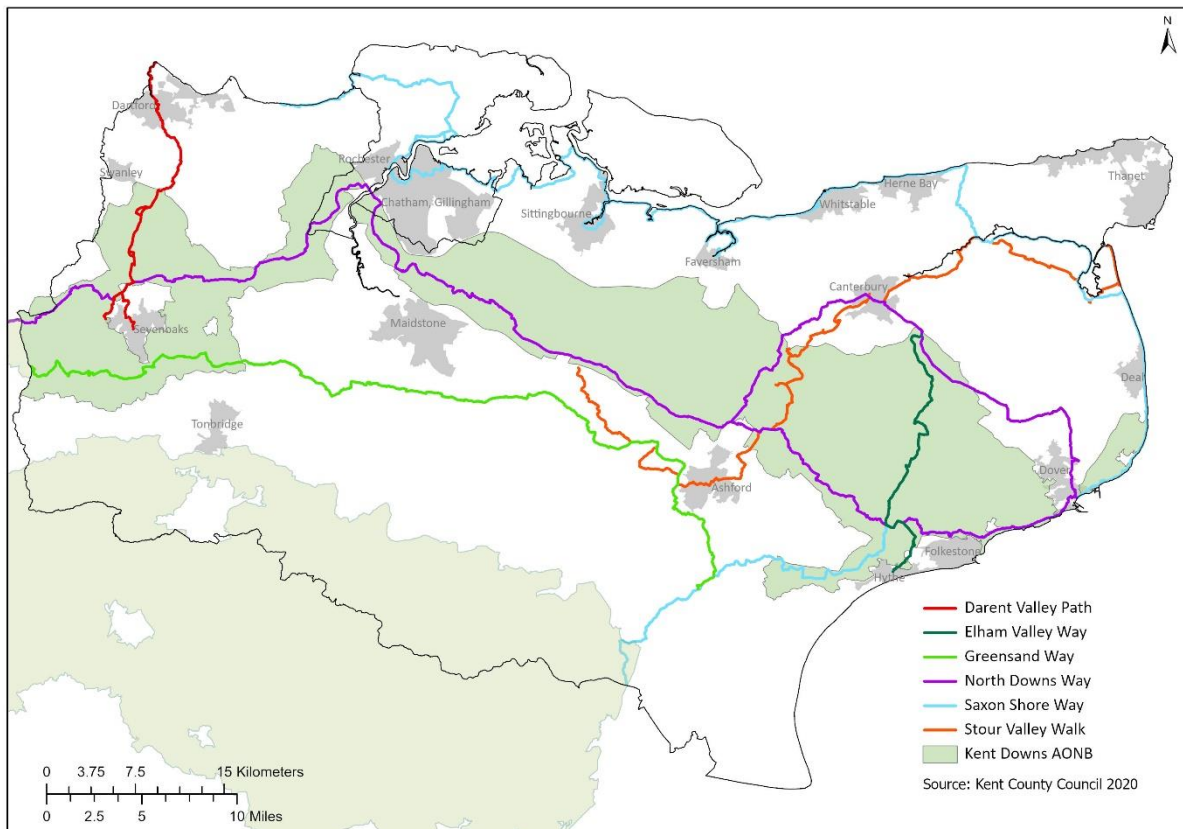 N
Dartford
Swanley
Rochester
Chatham, Gillingham
Sittingbourne
Faversham
Whitstable
Herne Bay
Thanet
Canterbury
Sevenoaks
Maidstone
Deal
Tonbridge
Ashford
Dover
Folkestone
Hythe
Darent Valley Path
Elham Valley Way
Greensand Way
North Downs Way
Saxon Shore Way
Stour Valley Walk
Kent Downs AONB
Source: Kent County Council 2020
0 3.75 7.5 15 Kilometers
0 2.5 5 10 Miles